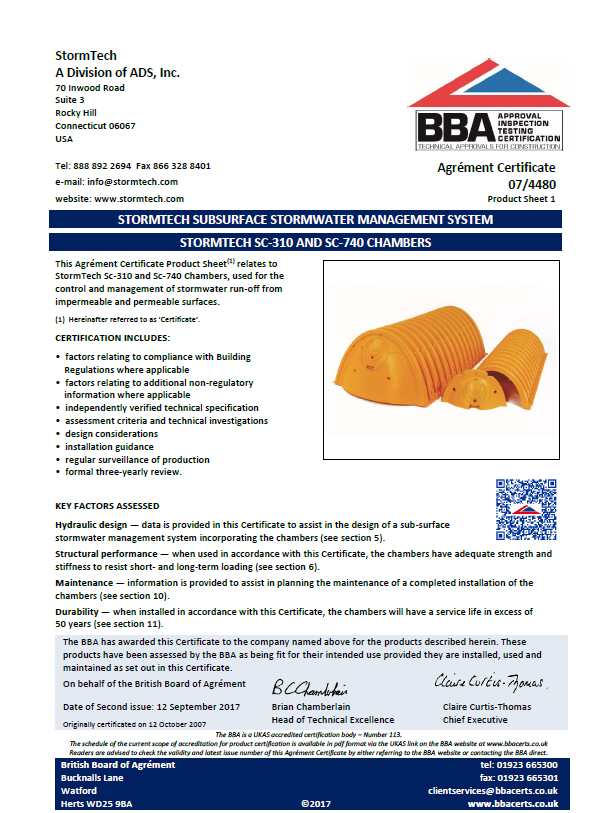 StormTech
A Division of ADS, Inc.
70 Inwood Road
Suite 3
Rocky Hill
Connecticut 06067
USA
Tel: 888 892 2694 Fax 866 328 8401
e-mail: info@stormtech.com
website: www.stormtech.com
BBA
APPROVAL
INSPECTION
TESTING
CERTIFICATION
TECHNICAL APPROVALS FOR CONSTRUCTION
Agrément Certificate
07/4480
Product Sheet 1
STORMTECH SUBSURFACE STORMWATER MANAGEMENT SYSTEM
STORMTECH SC-310 AND SC-740 CHAMBERS
This Agrément Certificate Product Sheet(1) relates to
StormTech Sc-310 and Sc-740 Chambers, used for the
control and management of stormwater run-off from
impermeable and permeable surfaces.
(1) Hereinafter referred to as 'Certificate'.
CERTIFICATION INCLUDES:
• factors relating to compliance with Building
Regulations where applicable
• factors relating to additional non-regulatory
information where applicable
• independently verified technical specification
• assessment criteria and technical investigations
• design considerations
• installation guidance
• regular surveillance of production
• formal three-yearly review.
KEY FACTORS ASSESSED
Hydraulic design — data is provided in this Certificate to assist in the design of a sub-surface
stormwater management system incorporating the chambers (see section 5).
Structural performance — when used in accordance with this Certificate, the chambers have adequate strength and
stiffness to resist short- and long-term loading (see section 6).
Maintenance — information is provided to assist in planning the maintenance of a completed installation of the
chambers (see section 10).
Durability — when installed in accordance with this Certificate, the chambers will have a service life in excess of
50 years (see section 11).
The BBA has awarded this Certificate to the company named above for the products described herein. These
products have been assessed by the BBA as being fit for their intended use provided they are installed, used and
maintained as set out in this Certificate.
On behalf of the British Board of Agrément
B C Chamberlain
Claire Curtis-Thomas.
Date of Second issue: 12 September 2017
Brian Chamberlain
Claire Curtis-Thomas
Originally certificated on 12 October 2007
Head of Technical Excellence
Chief Executive
The BBA is a UKAS accredited certification body – Number 113.
The schedule of the current scope of accreditation for product certification is available in pdf format via the UKAS link on the BBA website at www.bbacerts.co.uk
Readers are advised to check the validity and latest issue number of this Agrément Certificate by either referring to the BBA website or contacting the BBA direct.
British Board of Agrément
tel: 01923 665300
Bucknalls Lane
fax: 01923 665301
Watford
clientservices@bbacerts.co.uk
Herts WD25 9BA
©2017
www.bbacerts.co.uk